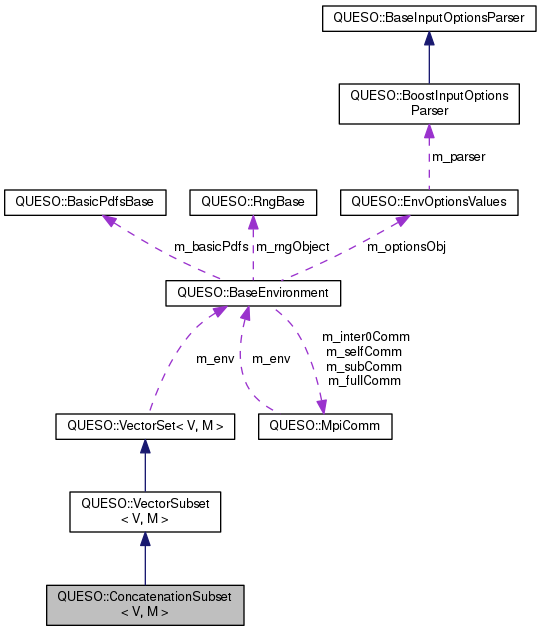 QUESO::BaseInputOptionsParser
QUESO::BoostInputOptions
Parser
m_parser
QUESO::BasicPdfsBase
QUESO::RngBase
QUESO::EnvOptionsValues
m_basicPdfs
m_rngObject
m_optionsObj
QUESO::BaseEnvironment
m_inter0Comm
m_selfComm
m_subComm
m_fullComm
m_env
m_env
QUESO::VectorSet< V, M >
QUESO::MpiComm
QUESO::VectorSubset
< V, M >
QUESO::ConcatenationSubset
< V, M >